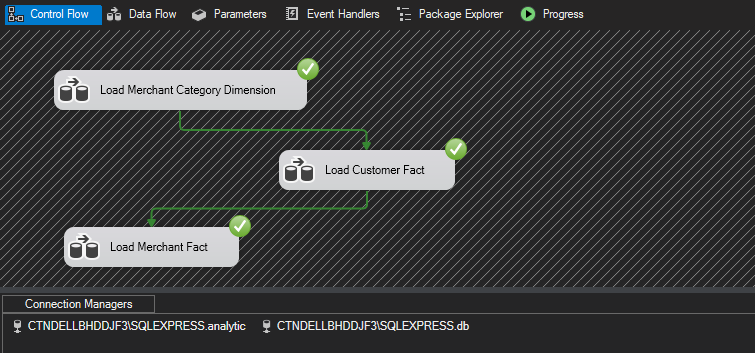 Control Flow Data Flow Parameters Event Handlers Package Explorer Progress
Load Merchant Category Dimension
Load Customer Fact
Load Merchant Fact
Connection Managers
CTNDELLBHDDJF3\SQLEXPRESS.analytic CTNDELLBHDDJF3\SQLEXPRESS.db